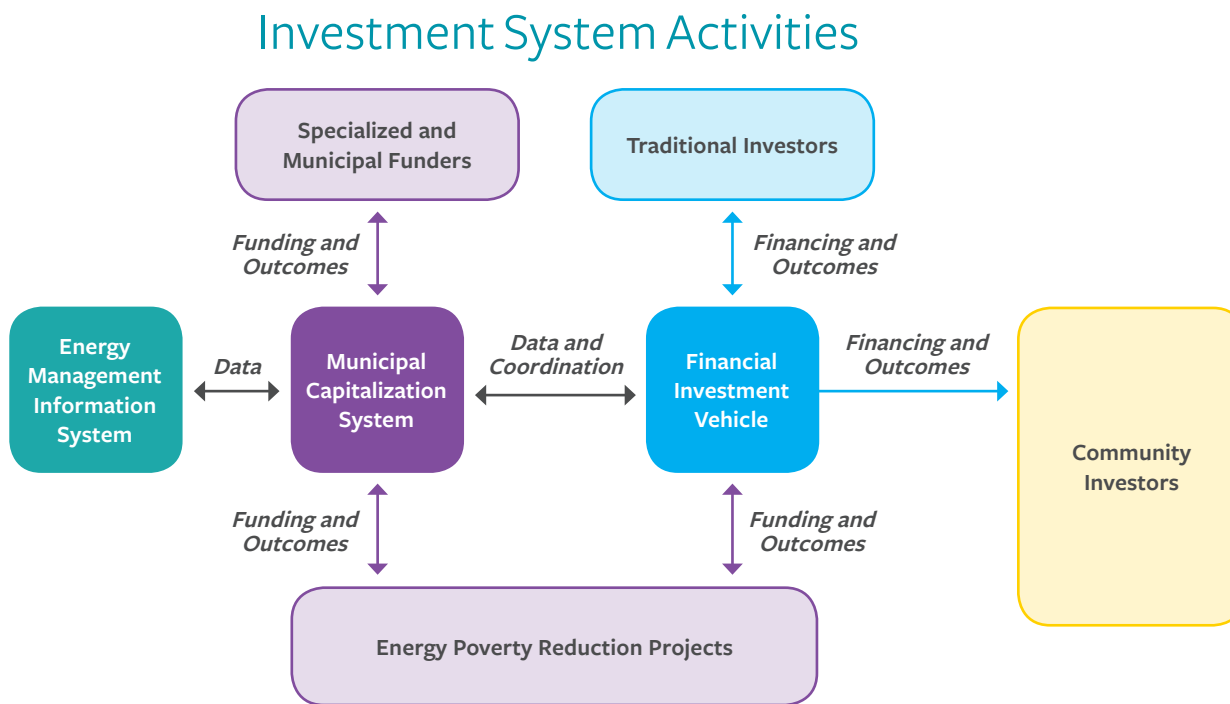 Investment System Activities
Specialized and
Municipal Funders
Traditional Investors
Funding and
Outcomes
Financing and
Outcomes
Energy
Management
Information
System
Data
Municipal
Capitalization
System
Data and
Coordination
Financial
Investment
Vehicle
Financing and
Outcomes
Community
Investors
Funding and
Outcomes
Funding and
Outcomes
Energy Poverty Reduction Projects